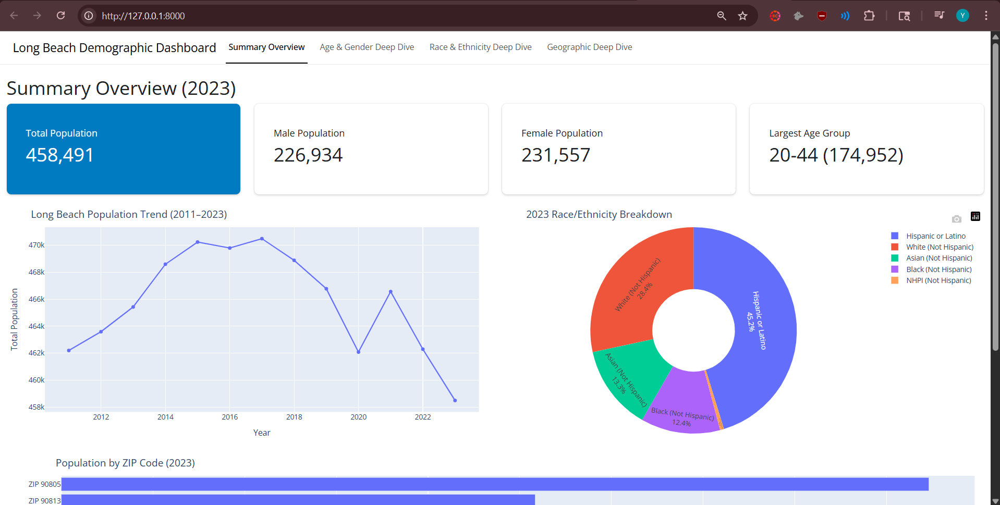 http://127.0.0.1:8000
BC
Y
Long Beach Demographic Dashboard
Summary Overview
Age & Gender Deep Dive
Race & Ethnicity Deep Dive
Geographic Deep Dive
Summary Overview (2023)
Total Population
458,491
Male Population
226,934
Female Population
231,557
Largest Age Group
20-44 (174,952)
Long Beach Population Trend (2011–2023)
470k
468k
466k
464k
462k
460k
458k
Total Population
2012
2014
2016
2018
2020
2022
Year
2023 Race/Ethnicity Breakdown
Hispanic or Latino
45.2%
White (Not Hispanic)
28.4%
Asian (Not Hispanic)
13.3%
Black (Not Hispanic)
12.4%
Hispanic or Latino
White (Not Hispanic)
Asian (Not Hispanic)
Black (Not Hispanic)
NHPI (Not Hispanic)
Population by ZIP Code (2023)
ZIP 90805
ZIP 90813